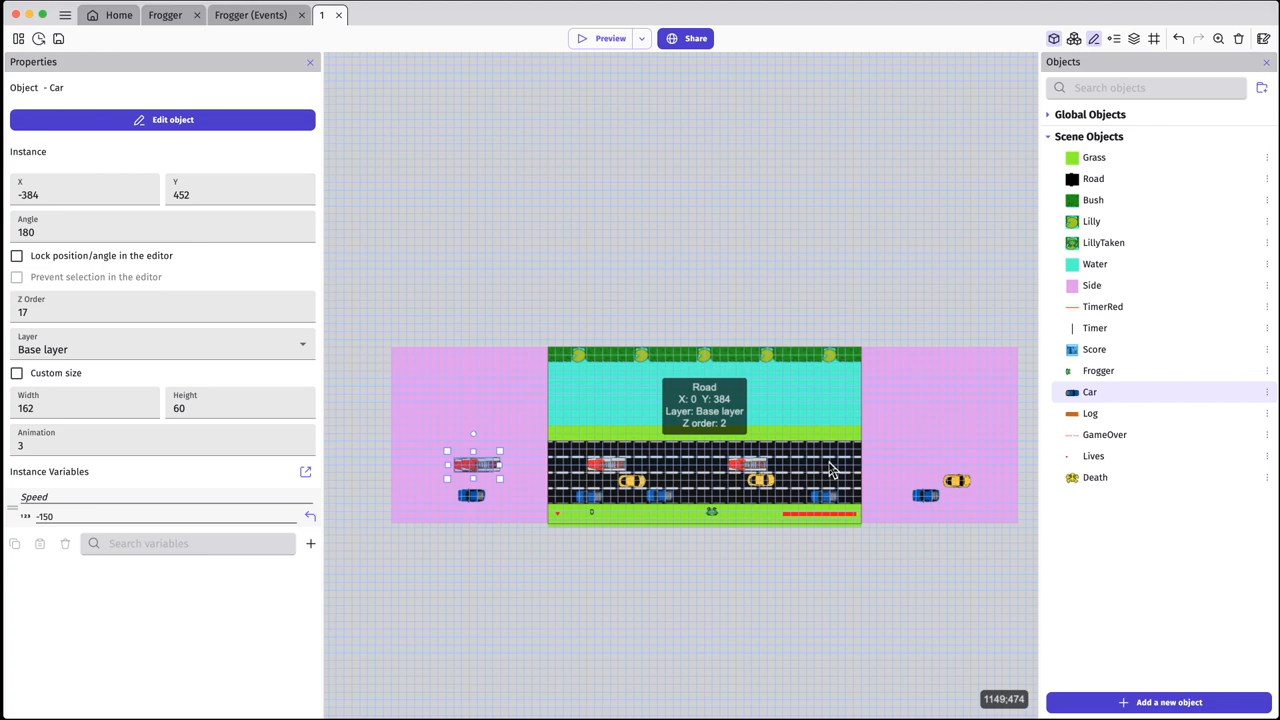 Home
Frogger
Frogger (Events)
1
Preview
Share
Properties
Objects
Object - Car
Search objects
Edit object
Global Objects
Scene Objects
Instance
Grass
X
-384
Y
452
Road
Bush
Angle
180
Lilly
LillyTaken
Lock position/angle in the editor
Water
Prevent selection in the editor
Side
Z Order
17
TimerRed
Timer
Layer
Base layer
Score
Custom size
Frogger
Width
162
Height
60
Car
Road
X: 0 Y: 384
Layer: Base layer
Z order: 2
Log
Animation
3
GameOver
Lives
Instance Variables
Death
Speed
123 -150
0
Search variables
1149;474
Add a new object